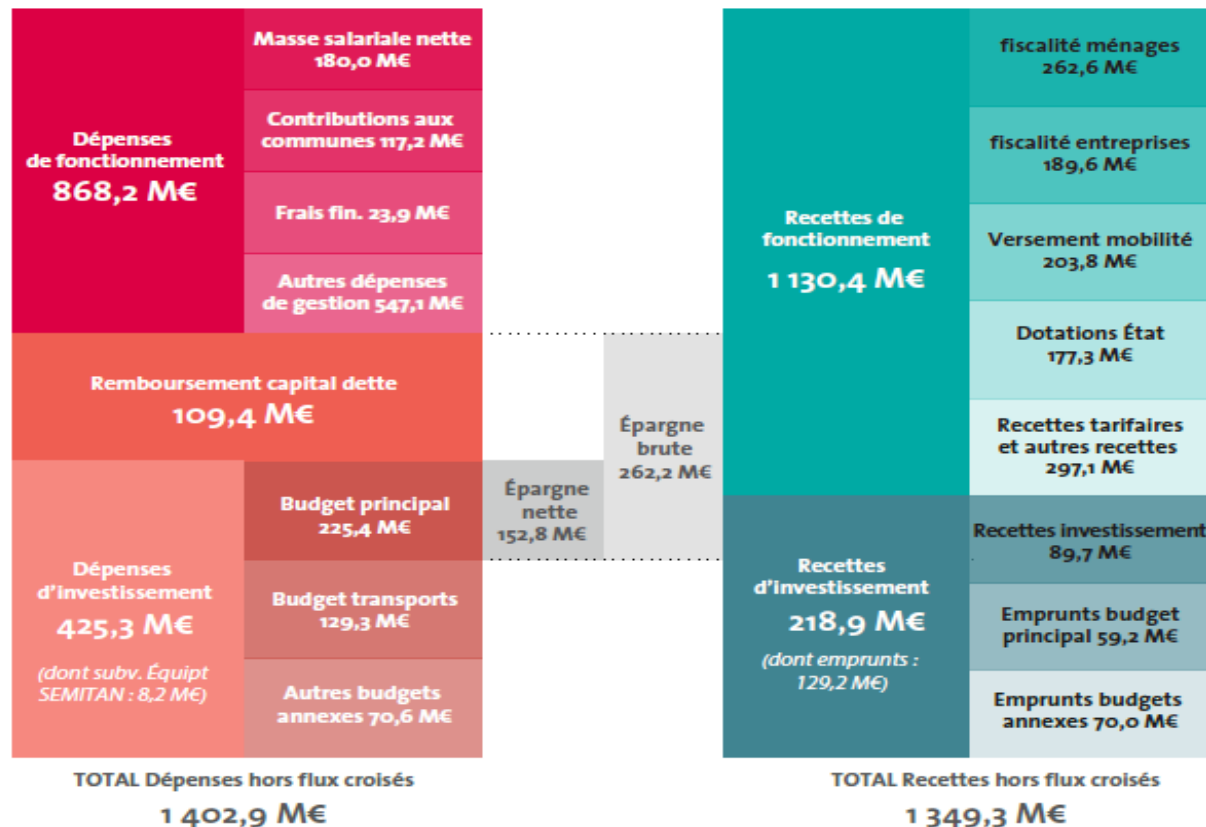 Dépenses
de fonctionnement
868,2 M€
Masse salariale nette
180,0 M€
Contributions aux
communes 117,2 M€
Frais fin. 23,9 M€
Autres dépenses
de gestion 547,1 M€
Remboursement capital dette
109,4 M€
Dépenses
d'investissement
425,3 M€
(dont subv. Équipt
SEMITAN : 8,2 M€)
Budget principal
225,4 M€
Budget transports
129,3 M€
Autres budgets
annexes 70,6 M€
TOTAL Dépenses hors flux croisés
1 402,9 M€
Épargne
nette
152,8 M€
Épargne
brute
262,2 M€
Recettes de
fonctionnement
1 130,4 M€
fiscalité ménages
262,6 M€
fiscalité entreprises
189,6 M€
Versement mobilité
203,8 M€
Dotations État
177,3 M€
Recettes tarifaires
et autres recettes
297,1 M€
Recettes
d'investissement
218,9 M€
(dont emprunts :
129,2 M€)
Recettes investissement
89,7 M€
Emprunts budget
principal 59,2 M€
Emprunts budgets
annexes 70,0 M€
TOTAL Recettes hors flux croisés
1 349,3 M€